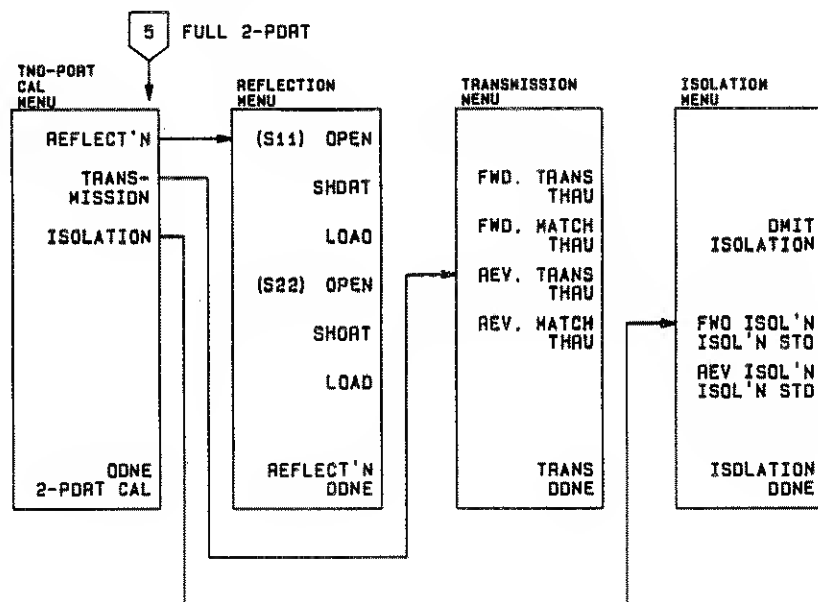 5 FULL 2-PORT
TWO-PORT
CAL
MENU
REFLECT'N
TRANS-
MISSION
ISOLATION
DONE
2-PORT CAL
REFLECTION
MENU
(S11) OPEN
SHORT
LOAD
(S22) OPEN
SHORT
LOAD
REFLECT'N
DONE
TRANSMISSION
MENU
FWD. TRANS
THRU
FWD. MATCH
THRU
REV. TRANS
THRU
REV. MATCH
THRU
TRANS
DONE
ISOLATION
MENU
OMIT
ISOLATION
FWD ISOL'N
ISOL'N STD
REV ISOL'N
ISOL'N STD
ISOLATION
DONE